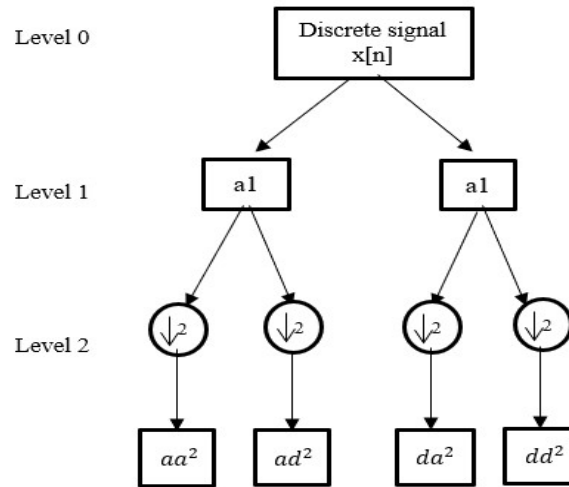 Level 0
Discrete signal
x[n]
Level 1
a1
a1
Level 2
↓2
↓2
↓2
↓2
aa²
ad²
da²
dd²